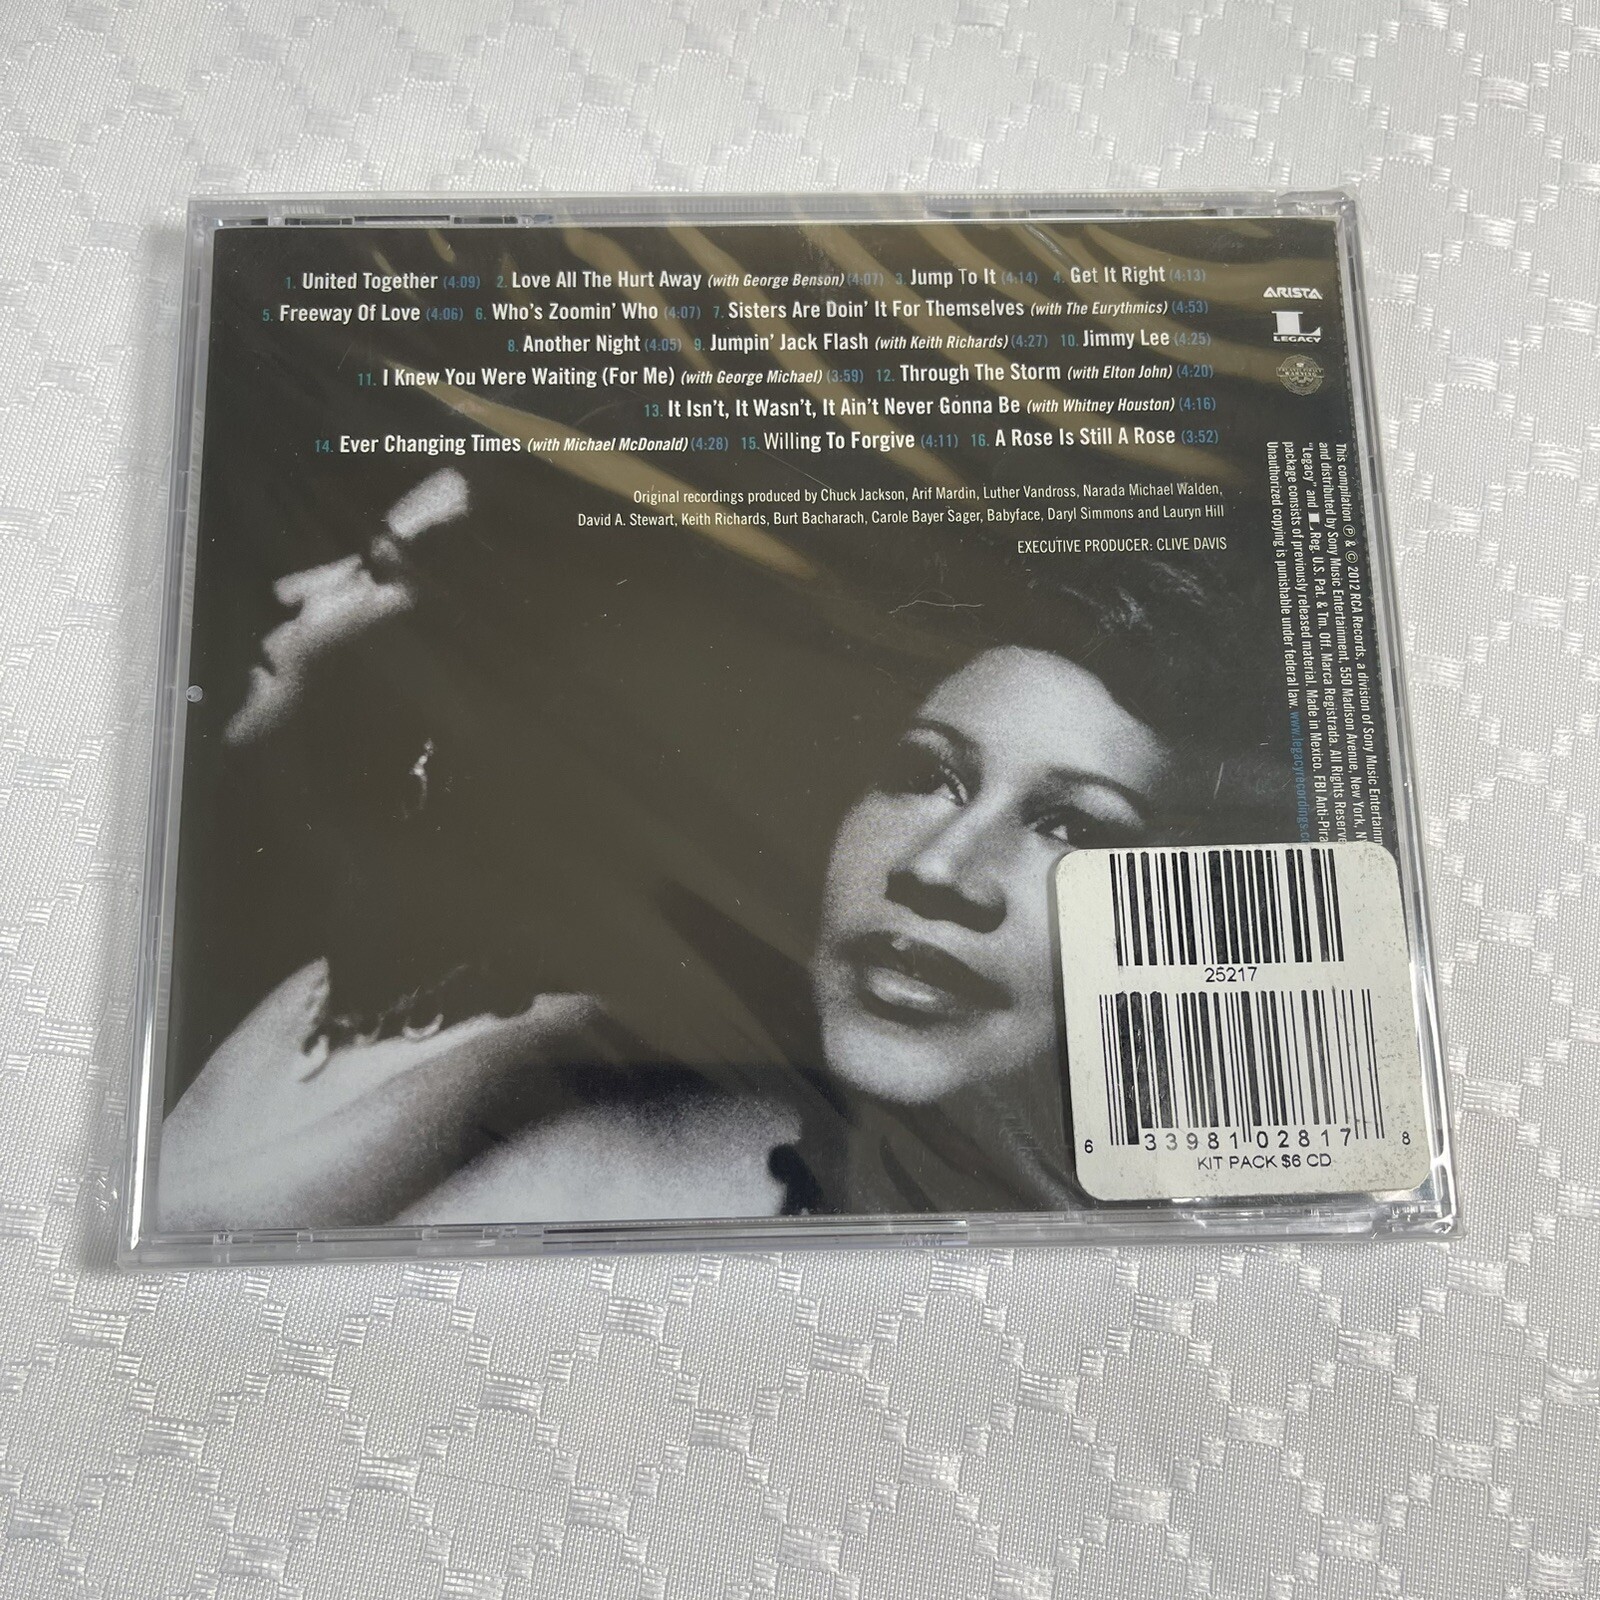 1. United Together (4:09) 2. Love All The Hurt Away (with George Benson) (4:07) 3. Jump To It (4:14) 4. Get It Right (4:13)
5. Freeway Of Love (4:06) 6. Who's Zoomin' Who (4:07) 7. Sisters Are Doin' It For Themselves (with The Eurythmics) (4:53)
8. Another Night (4:05) 9. Jumpin' Jack Flash (with Keith Richards) (4:27) 10. Jimmy Lee (4:25)
11. I Knew You Were Waiting (For Me) (with George Michael) (3:59) 12. Through The Storm (with Elton John) (4:20)
13. It Isn't, It Wasn't, It Ain't Never Gonna Be (with Whitney Houston) (4:16)
14. Ever Changing Times (with Michael McDonald) (4:28) 15. Willing To Forgive (4:11) 16. A Rose Is Still A Rose (3:52)
Original recordings produced by Chuck Jackson, Arif Mardin, Luther Vandross, Narada Michael Walden,
David A. Stewart, Keith Richards, Burt Bacharach, Carole Bayer Sager, Babyface, Daryl Simmons and Lauryn Hill
EXECUTIVE PRODUCER: CLIVE DAVIS
ARISTA
L
LEGACY
This compilation ℗ & © 2012 RCA Records, a division of Sony Music
and distributed by Sony Music Entertainment, 550 Madison Avenue, New York,
"Legacy" and L Reg. U.S. Pat. & Tm. Off. Marca Registrada. All Rights
package consists of previously released material. Made in Mexico. FBI
Unauthorized copying is punishable under federal law. www.legacyrecordings.
25217
6 33981 02817 8
KIT PACK $6 CD